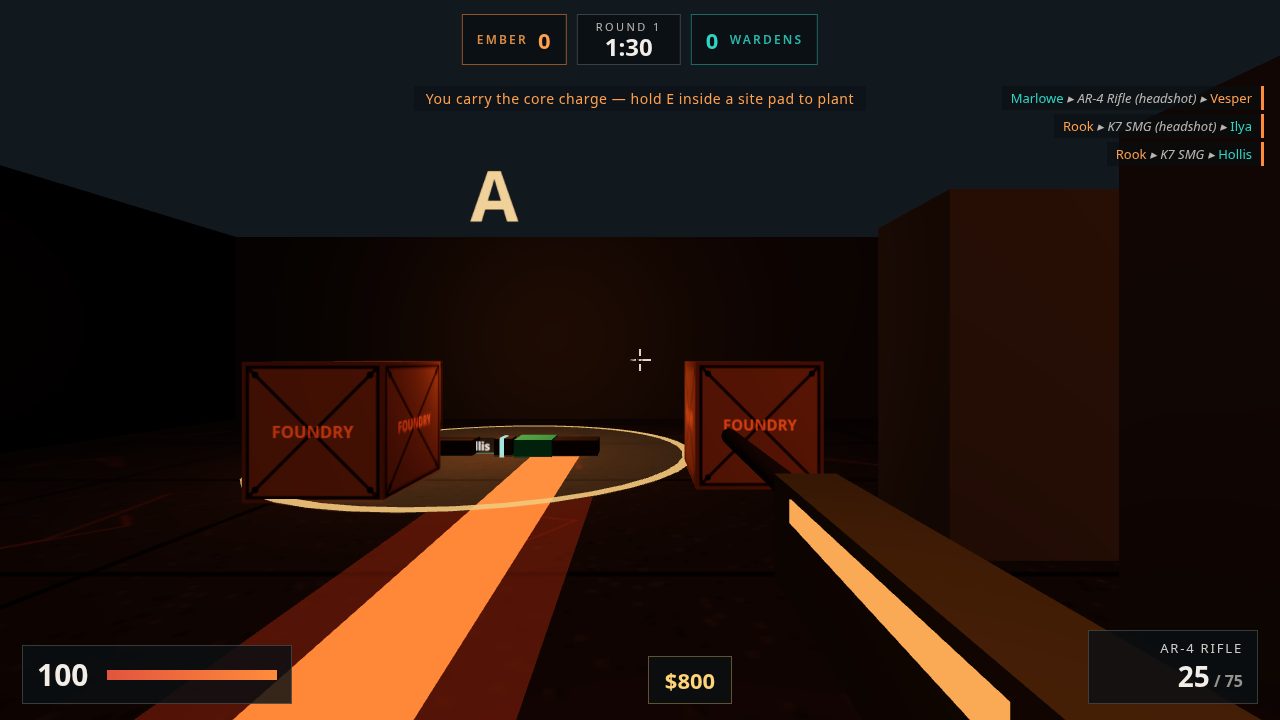 EMBER 0
ROUND 1
1:30
0 WARDENS
You carry the core charge — hold E inside a site pad to plant
Marlowe ▸ AR-4 Rifle (headshot) ▸ Vesper
Rook ▸ K7 SMG (headshot) ▸ Ilya
Rook ▸ K7 SMG ▸ Hollis
A
FOUNDRY
FOUNDRY
FOUNDRY
llis
100
$800
AR-4 RIFLE
25 / 75